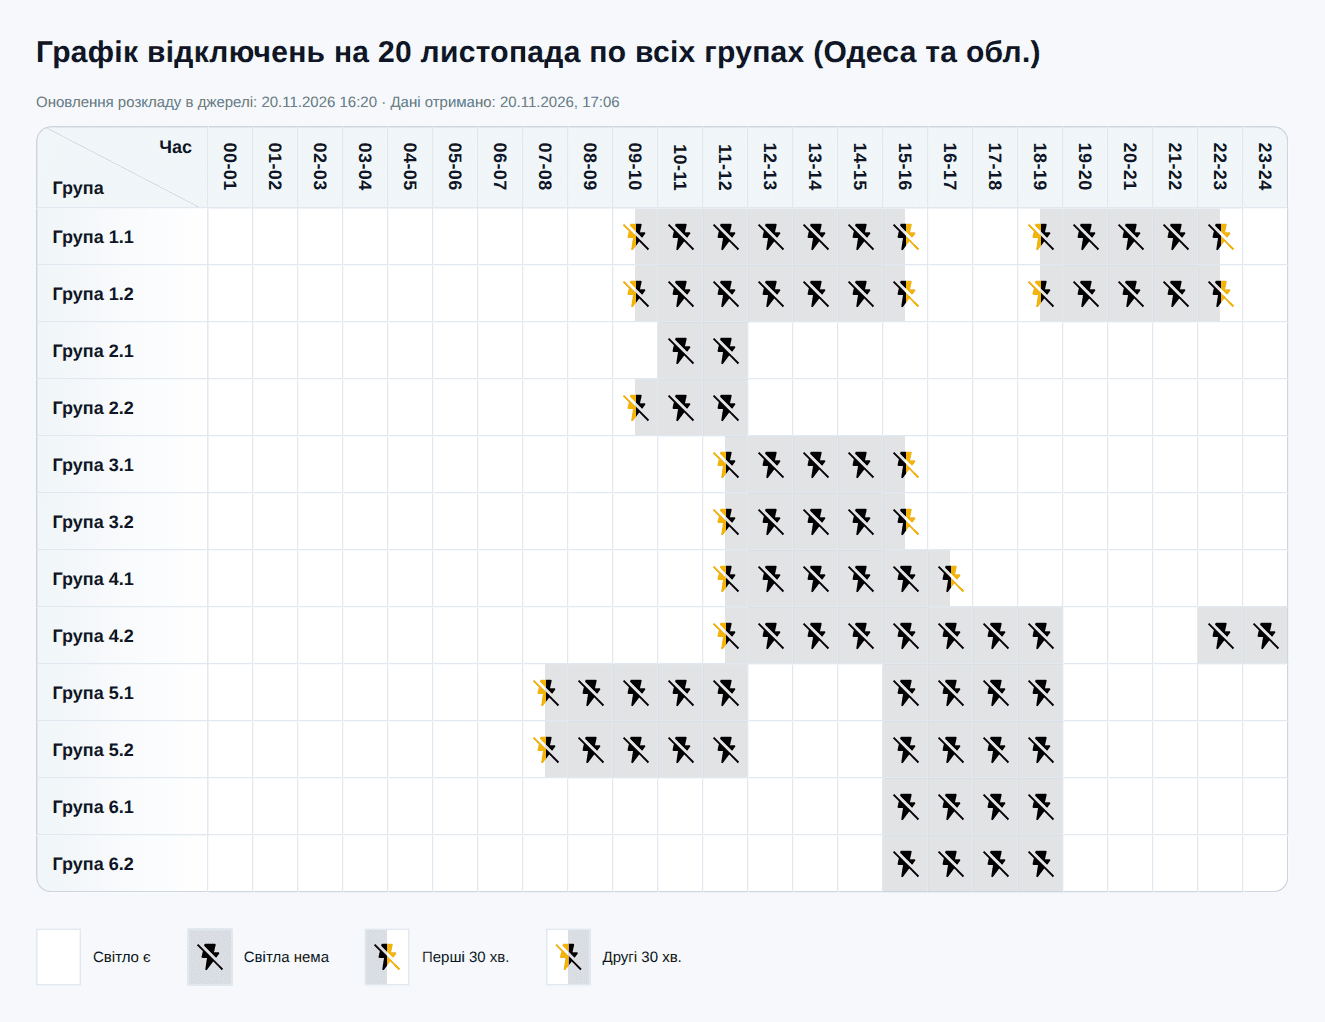 Графік відключень на 20 листопада по всіх групах (Одеса та обл.)
Оновлення розкладу в джерелі: 20.11.2026 16:20 · Дані отримано: 20.11.2026, 17:06
Час
Група
00-01 01-02 02-03 03-04 04-05 05-06 06-07 07-08 08-09 09-10 10-11 11-12 12-13 13-14 14-15 15-16 16-17 17-18 18-19 19-20 20-21 21-22 22-23 23-24
Група 1.1
Група 1.2
Група 2.1
Група 2.2
Група 3.1
Група 3.2
Група 4.1
Група 4.2
Група 5.1
Група 5.2
Група 6.1
Група 6.2
Світло є Світла нема Перші 30 хв. Другі 30 хв.